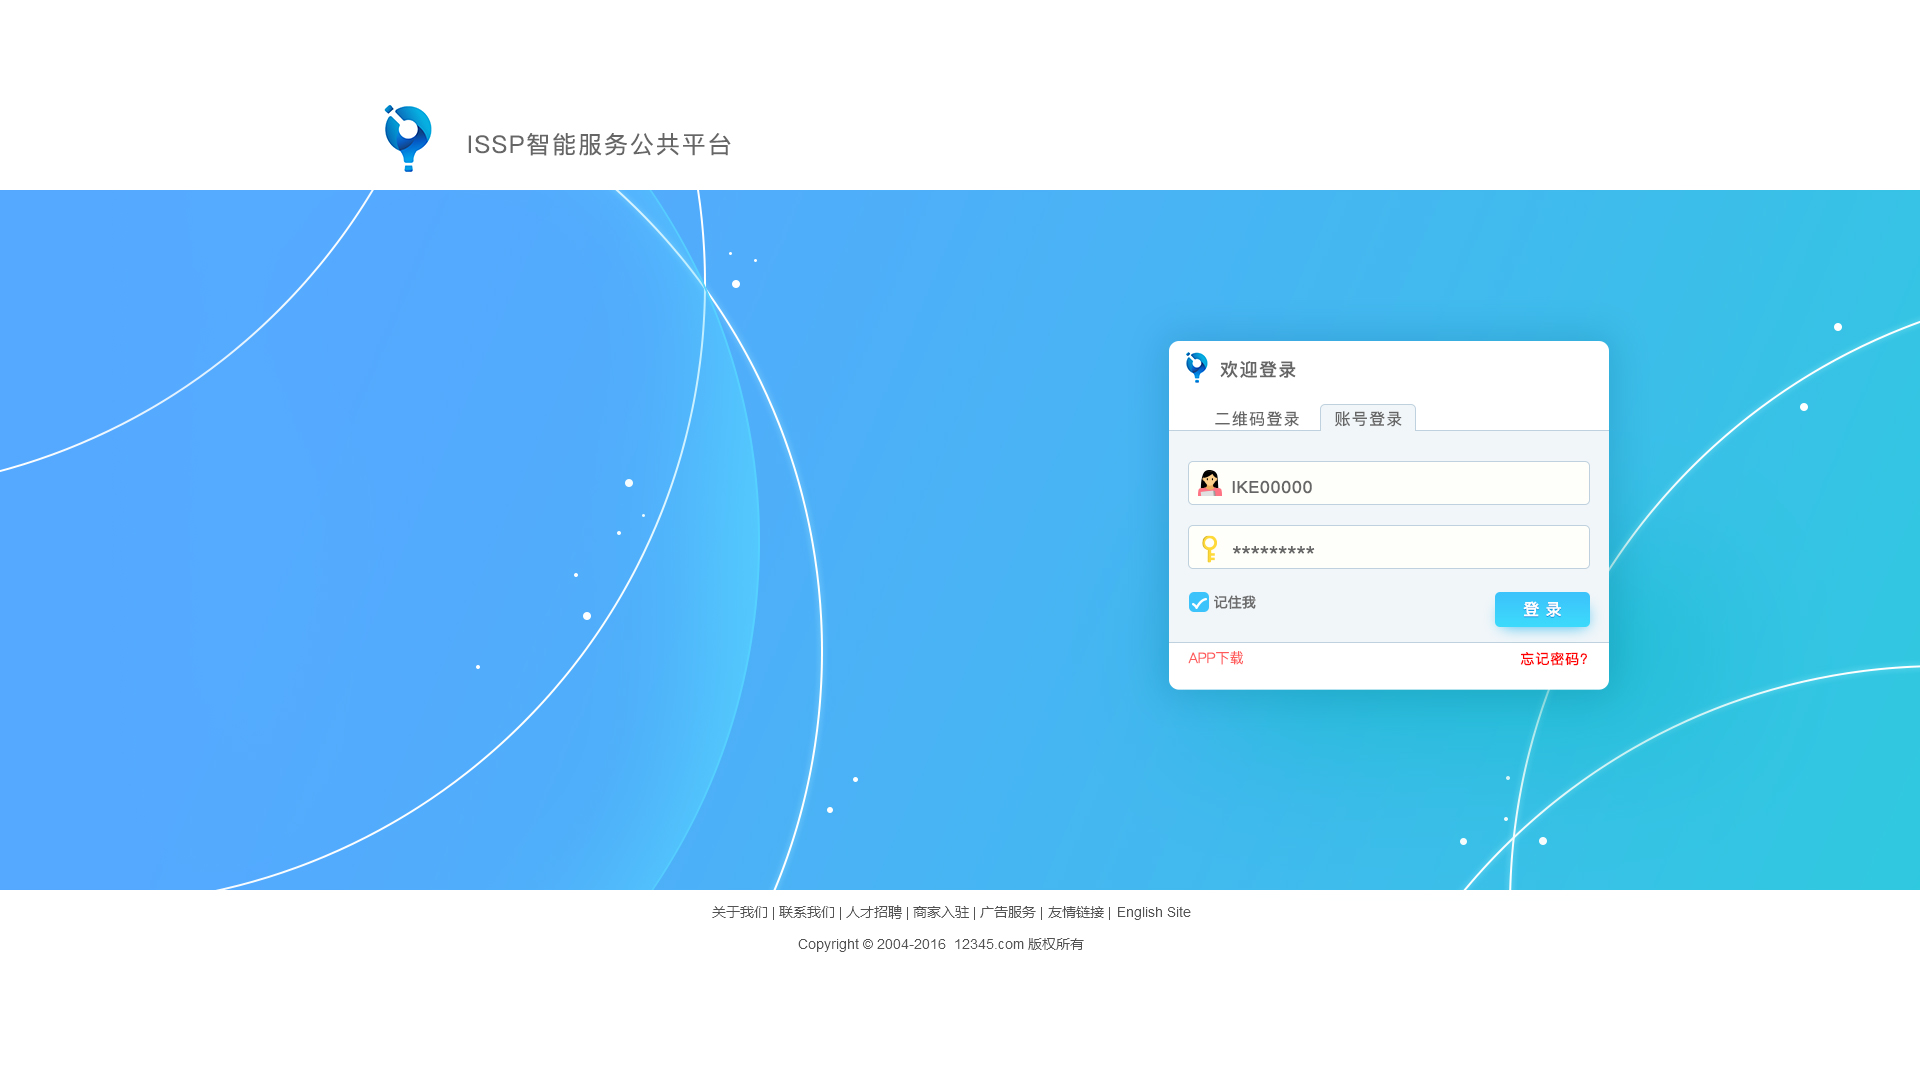 ISSP智能服务公共平台
欢迎登录
二维码登录 账号登录
IKE00000
*********
记住我 登 录
APP下载 忘记密码?
关于我们 | 联系我们 | 人才招聘 | 商家入驻 | 广告服务 | 友情链接 | English Site
Copyright © 2004-2016 12345.com 版权所有